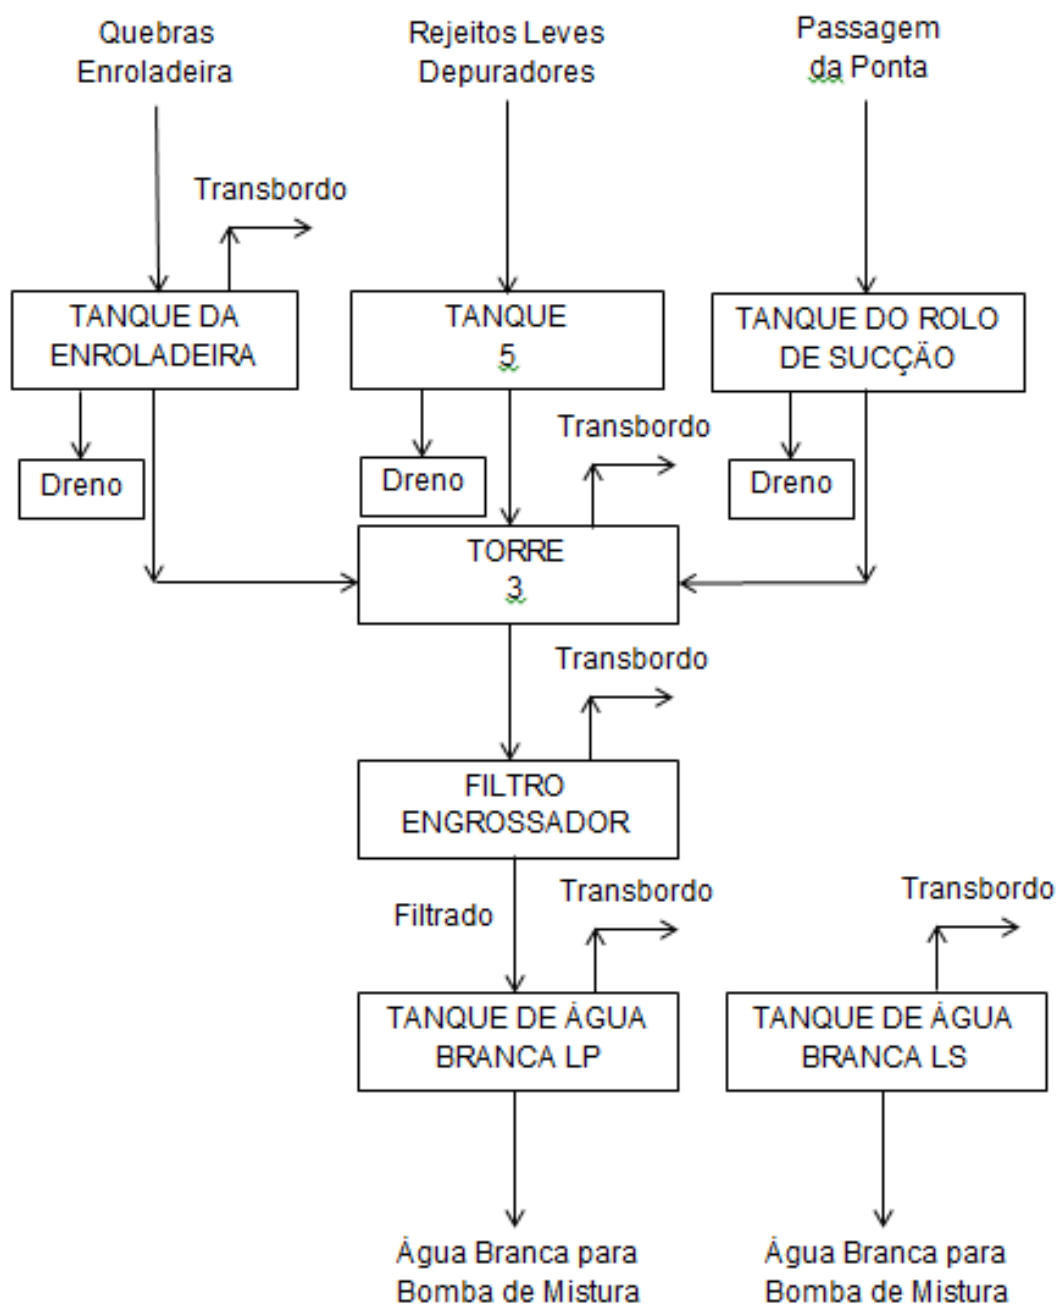 Quebras
Enroladeira
Rejeitos Leves
Depuradores
Passagem
da Ponta
Transbordo
TANQUE DA
ENROLADEIRA
TANQUE
5
TANQUE DO ROLO
DE SUCÇÃO
Dreno
Dreno
Transbordo
Dreno
TORRE
3
Transbordo
FILTRO
ENGROSSADOR
Filtrado
Transbordo
Transbordo
TANQUE DE ÁGUA
BRANCA LP
TANQUE DE ÁGUA
BRANCA LS
Água Branca para
Bomba de Mistura
Água Branca para
Bomba de Mistura